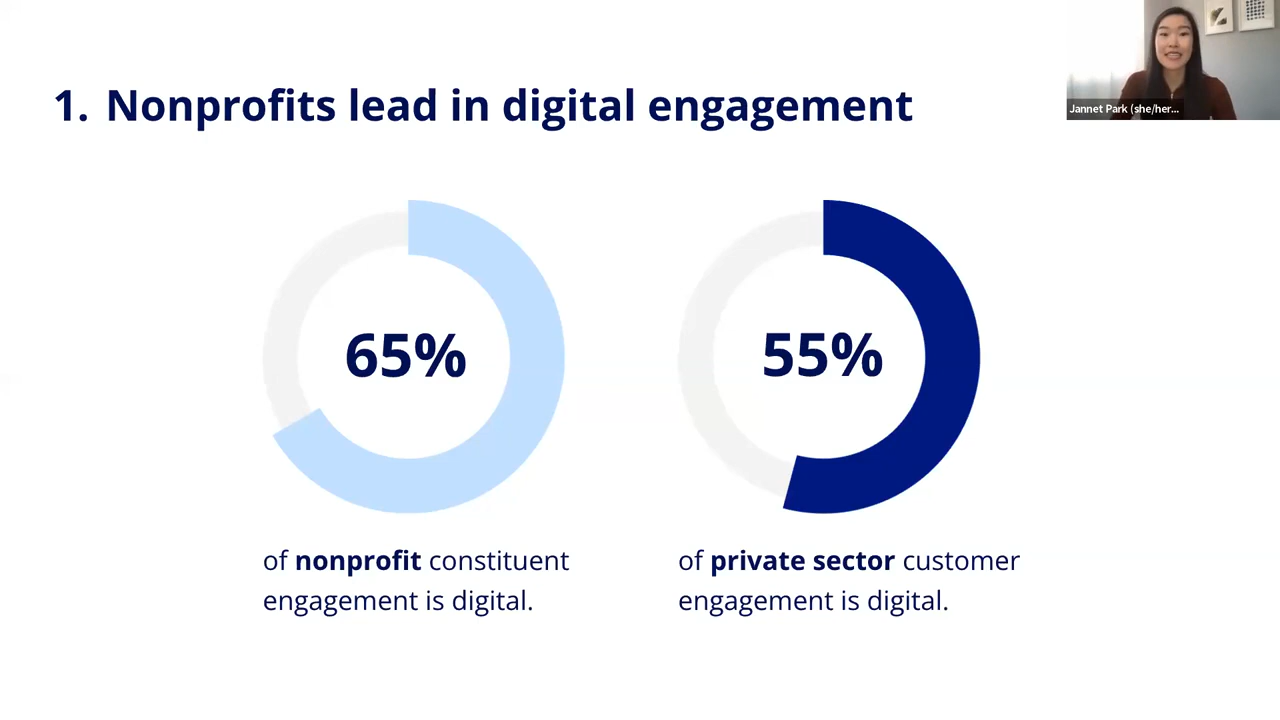 1. Nonprofits lead in digital engagement
Jannet Park (she/her...
65%
55%
of nonprofit constituent
engagement is digital.
of private sector customer
engagement is digital.